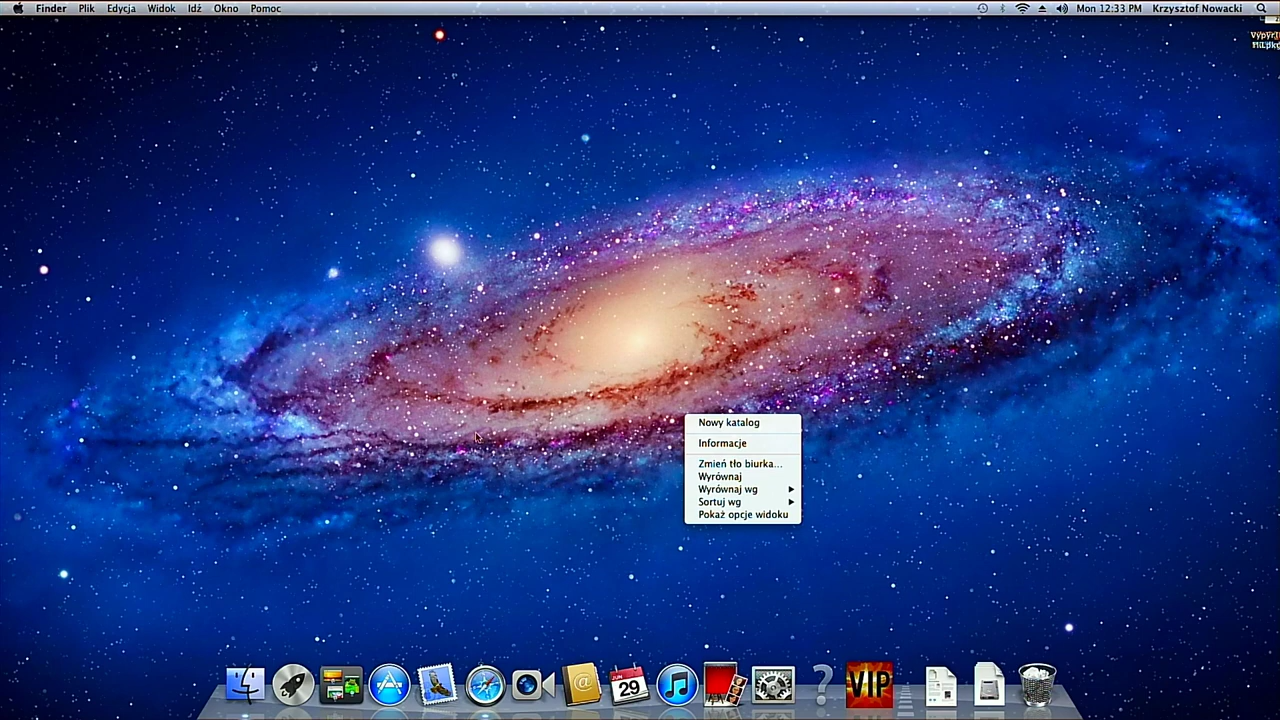 Finder Plik Edycja Widok Idź Okno Pomoc Mon 12:33 PM Krzysztof Nowacki
Nowy katalog
Informacje
Zmień tło biurka...
Wyrównaj
Wyrównaj wg
Sortuj wg
Pokaż opcje widoku
JUN
29
VIP